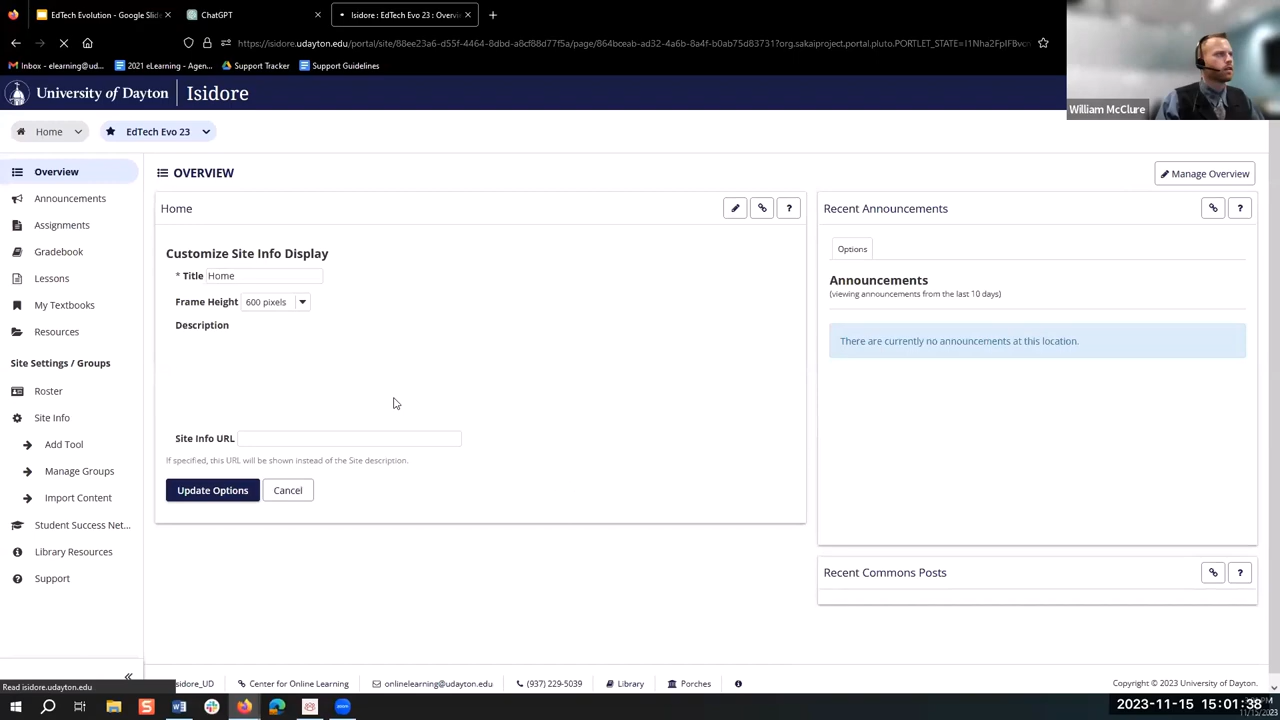 EdTech Evolution - Google Slide
ChatGPT
Isidore : EdTech Evo 23 : Overvi
https://isidore.udayton.edu/portal/site/88ee23a6-d55f-4464-8dbd-a8cf88d77f5a/page/864bceab-ad32-4a6b-8a4f-b0ab75d83731?org.sakaiproject.portal.pluto.PORTLET_STATE=
Inbox - elearning@ud...
2021 eLearning - Agen...
Support Tracker
Support Guidelines
University of Dayton
Isidore
William McClure
Home
EdTech Evo 23
Overview
OVERVIEW
Manage Overview
Announcements
Assignments
Gradebook
Lessons
My Textbooks
Resources
Site Settings / Groups
Roster
Site Info
Add Tool
Manage Groups
Import Content
Student Success Net...
Library Resources
Support
Home
?
Customize Site Info Display
* Title Home
Frame Height 600 pixels
Description
Site Info URL
If specified, this URL will be shown instead of the Site description.
Update Options
Cancel
Recent Announcements
?
Options
Announcements
(viewing announcements from the last 10 days)
There are currently no announcements at this location.
Recent Commons Posts
?
Read isidore.udayton.edu
sidore_UD
Center for Online Learning
onlinelearning@udayton.edu
(937) 229-5039
Library
Porches
Copyright © 2023 University of Dayton.
2023-11-15 15:01:38